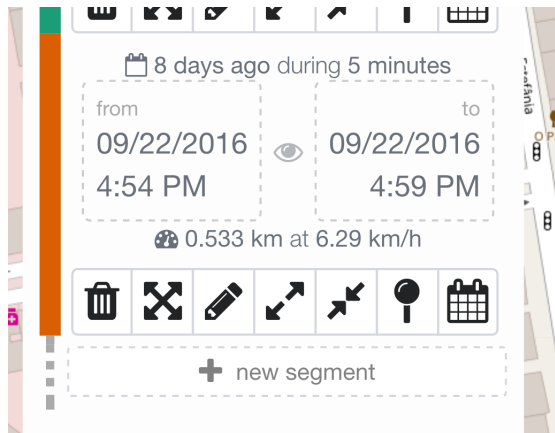 8 days ago during 5 minutes
from
to
09/22/2016
09/22/2016
4:54 PM
4:59 PM
0.533 km at 6.29 km/h
new segment
Estefânia
O P